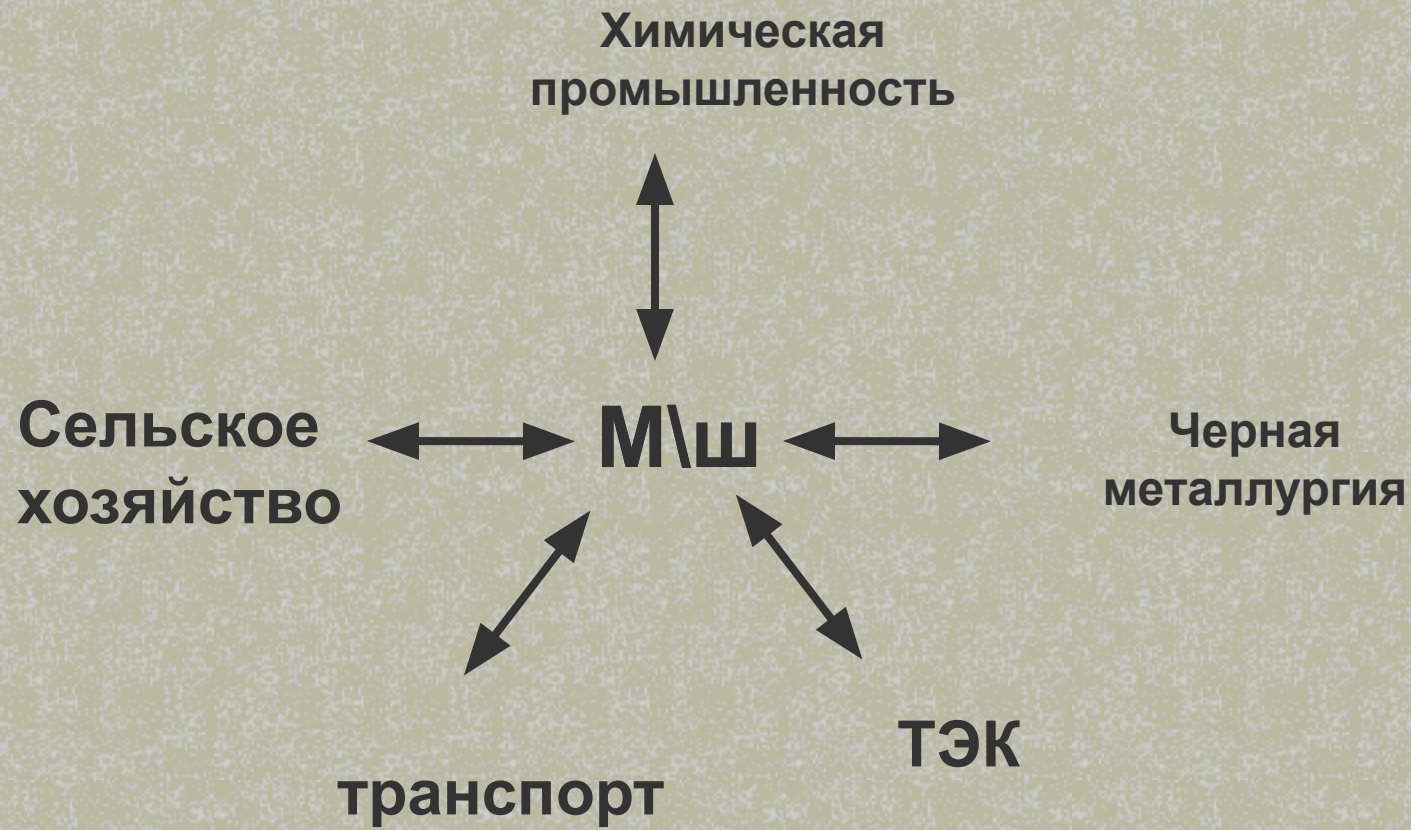 Химическая
промышленность
Сельское
хозяйство
М\ш
Черная
металлургия
ТЭК
транспорт